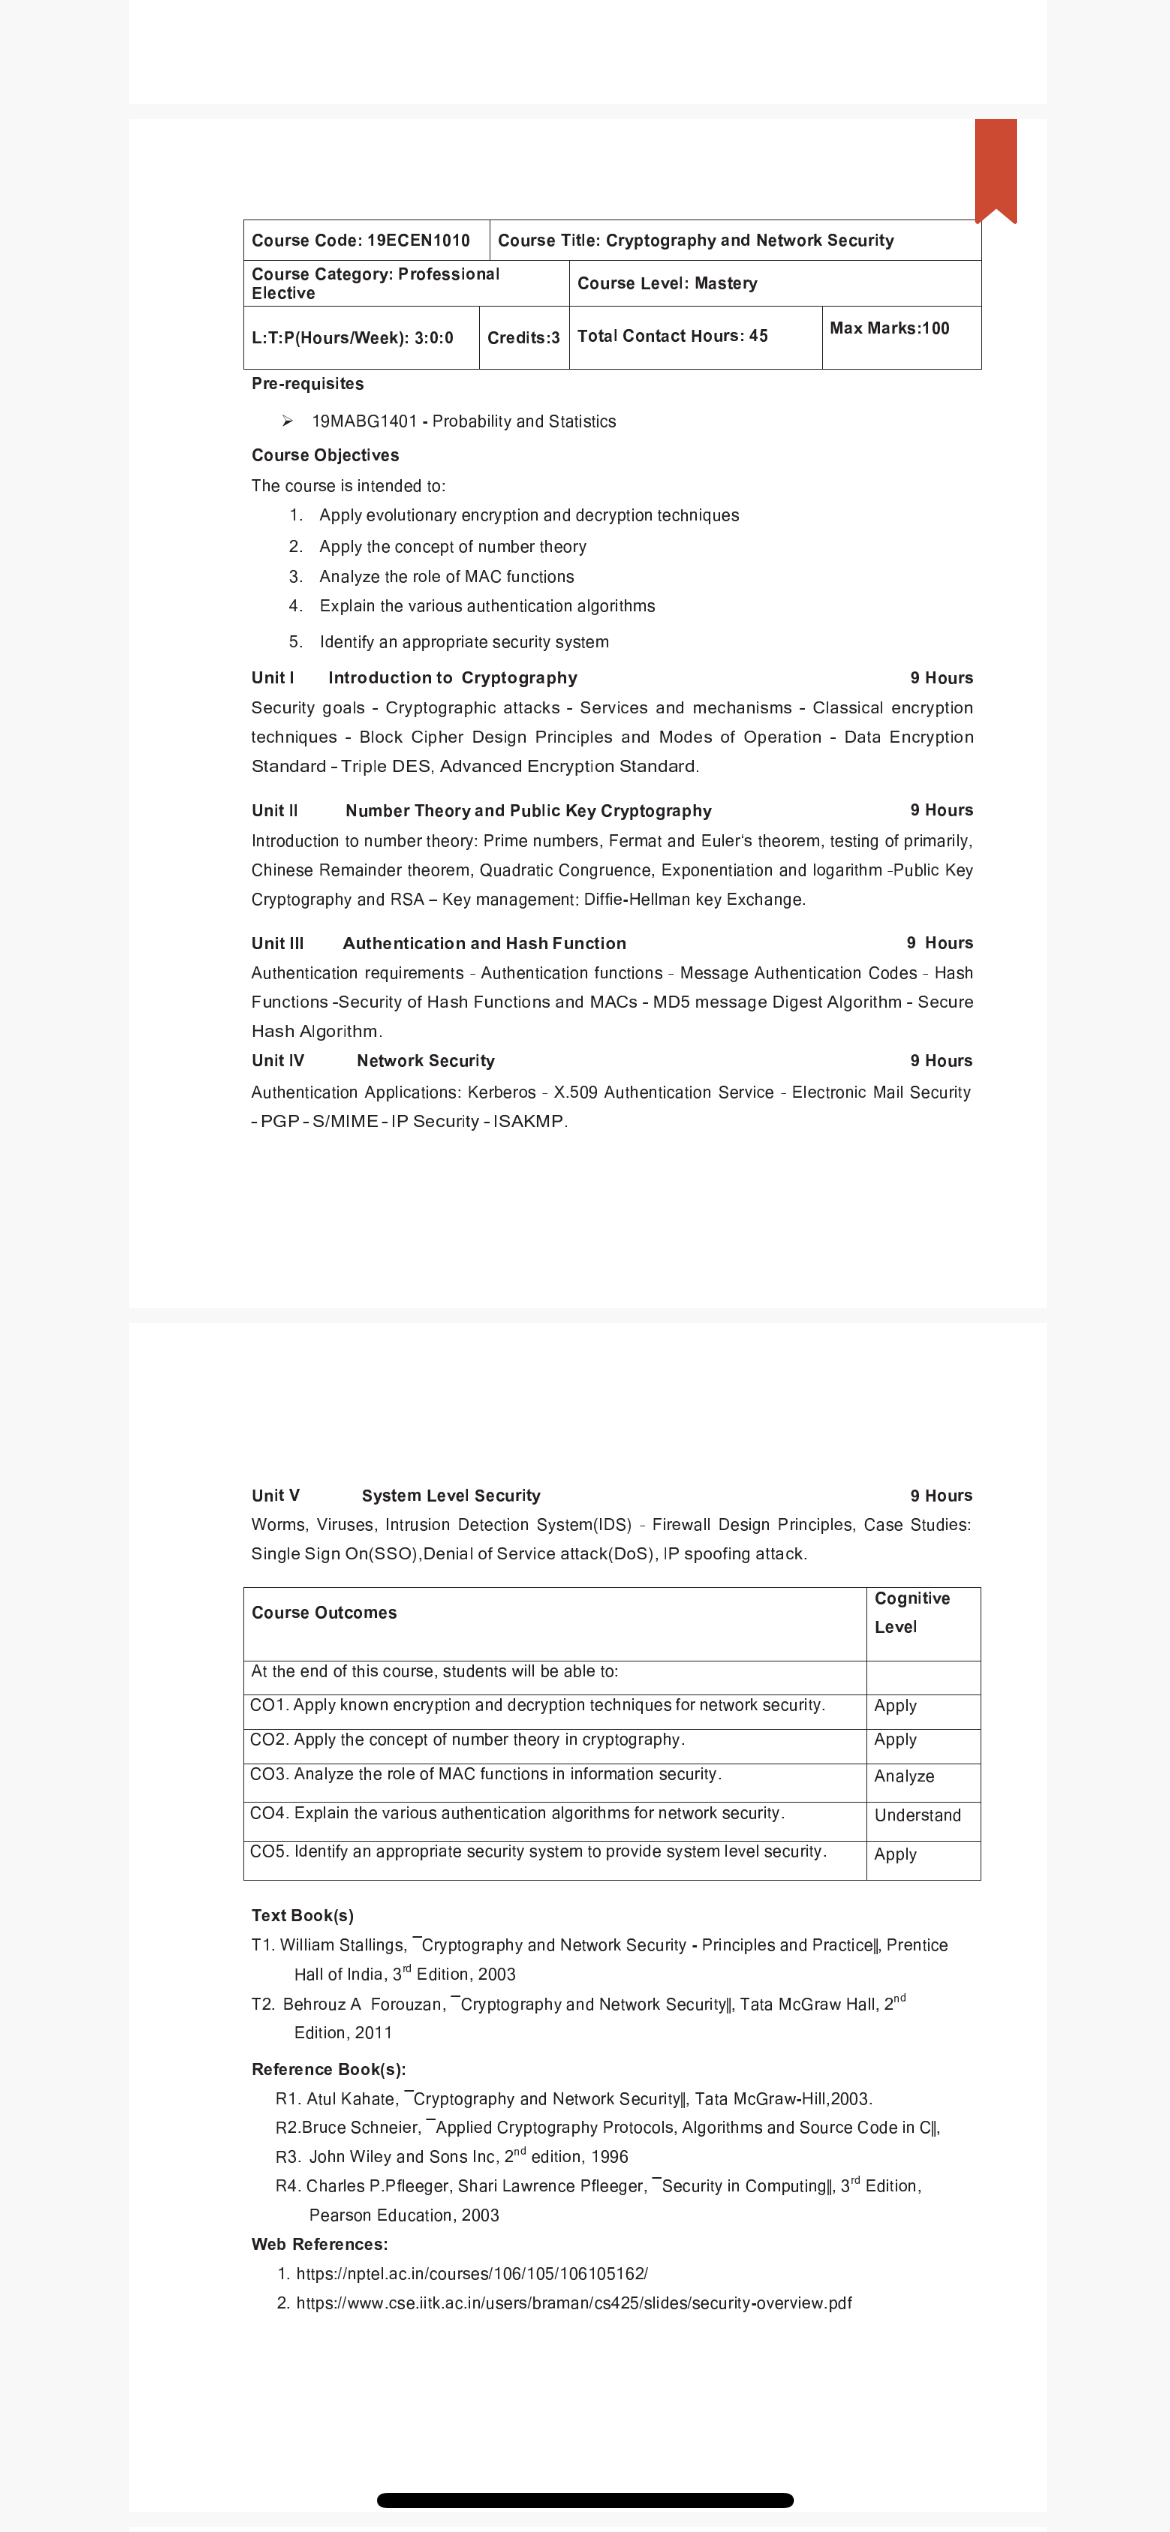 Course Code: 19ECEN1010 Course Title: Cryptography and Network Security
Course Category: Professional
Elective
Course Level: Mastery
L:T:P(Hours/Week): 3:0:0 Credits:3 Total Contact Hours: 45 Max Marks:100
Pre-requisites
➢ 19MABG1401 - Probability and Statistics
Course Objectives
The course is intended to:
1. Apply evolutionary encryption and decryption techniques
2. Apply the concept of number theory
3. Analyze the role of MAC functions
4. Explain the various authentication algorithms
5. Identify an appropriate security system
Unit I Introduction to Cryptography 9 Hours
Security goals - Cryptographic attacks - Services and mechanisms - Classical encryption
techniques - Block Cipher Design Principles and Modes of Operation - Data Encryption
Standard - Triple DES, Advanced Encryption Standard.
Unit II Number Theory and Public Key Cryptography 9 Hours
Introduction to number theory: Prime numbers, Fermat and Euler's theorem, testing of primarily,
Chinese Remainder theorem, Quadratic Congruence, Exponentiation and logarithm -Public Key
Cryptography and RSA – Key management: Diffie-Hellman key Exchange.
Unit III Authentication and Hash Function 9 Hours
Authentication requirements - Authentication functions - Message Authentication Codes - Hash
Functions -Security of Hash Functions and MACs - MD5 message Digest Algorithm - Secure
Hash Algorithm.
Unit IV Network Security 9 Hours
Authentication Applications: Kerberos - X.509 Authentication Service - Electronic Mail Security
- PGP - S/MIME - IP Security - ISAKMP.
Unit V System Level Security 9 Hours
Worms, Viruses, Intrusion Detection System(IDS) - Firewall Design Principles, Case Studies:
Single Sign On(SSO),Denial of Service attack(DoS), IP spoofing attack.
Course Outcomes Cognitive
Level
At the end of this course, students will be able to:
CO1. Apply known encryption and decryption techniques for network security. Apply
CO2. Apply the concept of number theory in cryptography. Apply
CO3. Analyze the role of MAC functions in information security. Analyze
CO4. Explain the various authentication algorithms for network security. Understand
CO5. Identify an appropriate security system to provide system level security. Apply
Text Book(s)
T1. William Stallings, ¯Cryptography and Network Security - Principles and Practice‖, Prentice
Hall of India, 3rd Edition, 2003
T2. Behrouz A Forouzan, ¯Cryptography and Network Security‖, Tata McGraw Hall, 2nd
Edition, 2011
Reference Book(s):
R1. Atul Kahate, ¯Cryptography and Network Security‖, Tata McGraw-Hill,2003.
R2.Bruce Schneier, ¯Applied Cryptography Protocols, Algorithms and Source Code in C‖,
R3. John Wiley and Sons Inc, 2nd edition, 1996
R4. Charles P.Pfleeger, Shari Lawrence Pfleeger, ¯Security in Computing‖, 3rd Edition,
Pearson Education, 2003
Web References:
1. https://nptel.ac.in/courses/106/105/106105162/
2. https://www.cse.iitk.ac.in/users/braman/cs425/slides/security-overview.pdf